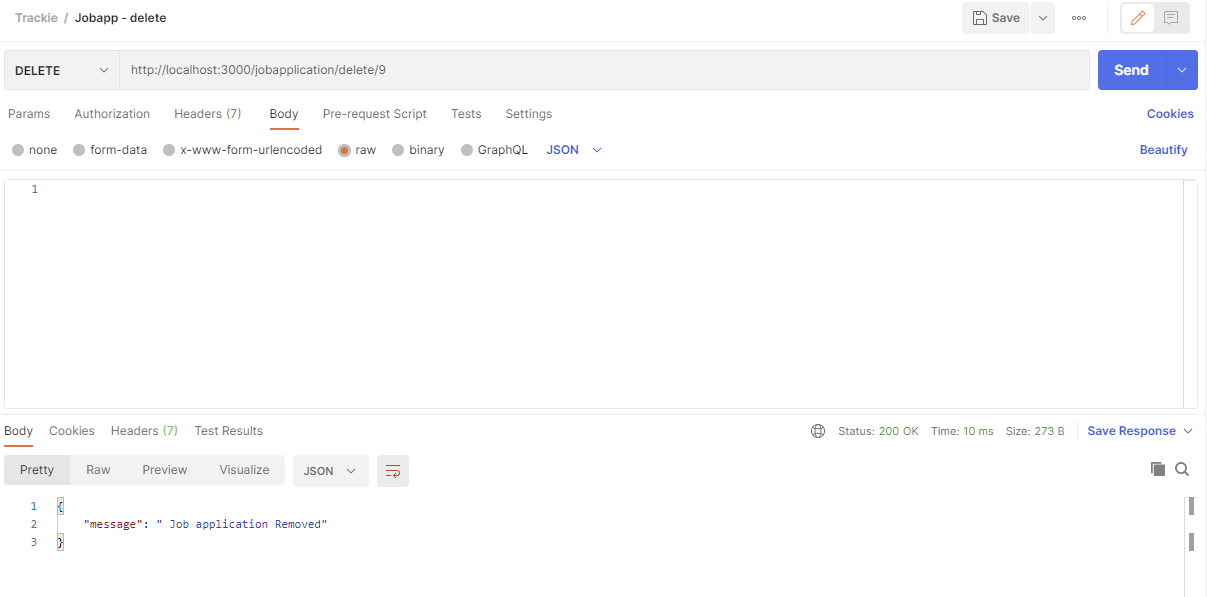 Trackie / Jobapp - delete
Save
DELETE
http://localhost:3000/jobapplication/delete/9
Send
Params Authorization Headers (7) Body Pre-request Script Tests Settings Cookies
none form-data x-www-form-urlencoded raw binary GraphQL JSON Beautify
1
Body Cookies Headers (7) Test Results Status: 200 OK Time: 10 ms Size: 273 B Save Response
Pretty Raw Preview Visualize JSON
1 {
2 "message": " Job application Removed"
3 }